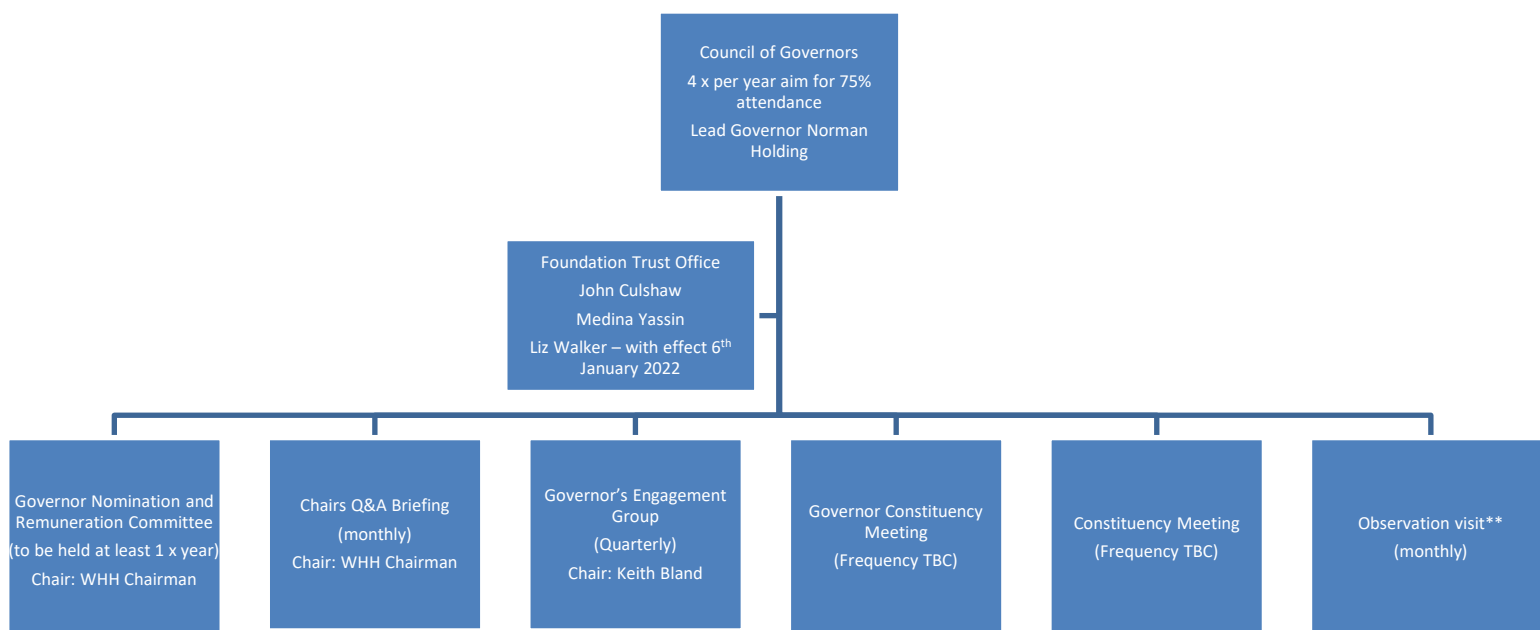 Council of Governors
4 x per year aim for 75%
attendance
Lead Governor Norman
Holding
Foundation Trust Office
John Culshaw
Medina Yassin
Liz Walker – with effect 6th
January 2022
Governor Nomination and
Remuneration Committee
(to be held at least 1 x year)
Chair: WHH Chairman
Chairs Q&A Briefing
(monthly)
Chair: WHH Chairman
Governor’s Engagement
Group
(Quarterly)
Chair: Keith Bland
Governor Constituency
Meeting
(Frequency TBC)
Constituency Meeting
(Frequency TBC)
Observation visit**
(monthly)